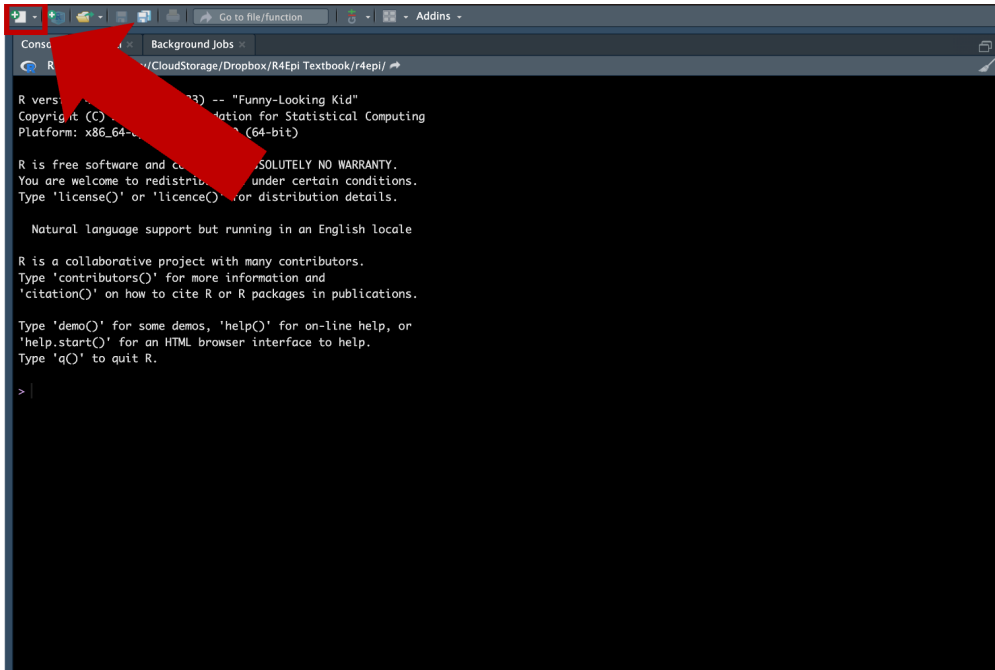 Go to file/function
Addins
Conso
Background Jobs
R /CloudStorage/Dropbox/R4Epi Textbook/r4epi/
R vers 23) -- "Funny-Looking Kid"
Copyright (C) dation for Statistical Computing
Platform: x86_64- (64-bit)
R is free software and co SOLUTELY NO WARRANTY.
You are welcome to redistrib under certain conditions.
Type 'license()' or 'licence()' for distribution details.
Natural language support but running in an English locale
R is a collaborative project with many contributors.
Type 'contributors()' for more information and
'citation()' on how to cite R or R packages in publications.
Type 'demo()' for some demos, 'help()' for on-line help, or
'help.start()' for an HTML browser interface to help.
Type 'q()' to quit R.
>